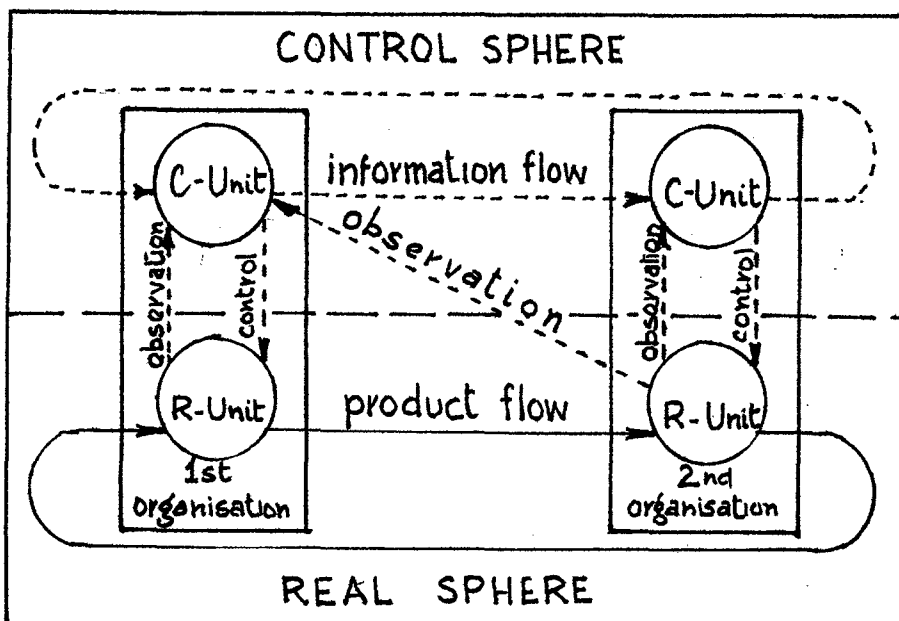 CONTROL SPHERE
C-Unit
information flow
C-Unit
observation
observation
control
observation
control
R-Unit
product flow
R-Unit
1st
organisation
2nd
organisation
REAL SPHERE